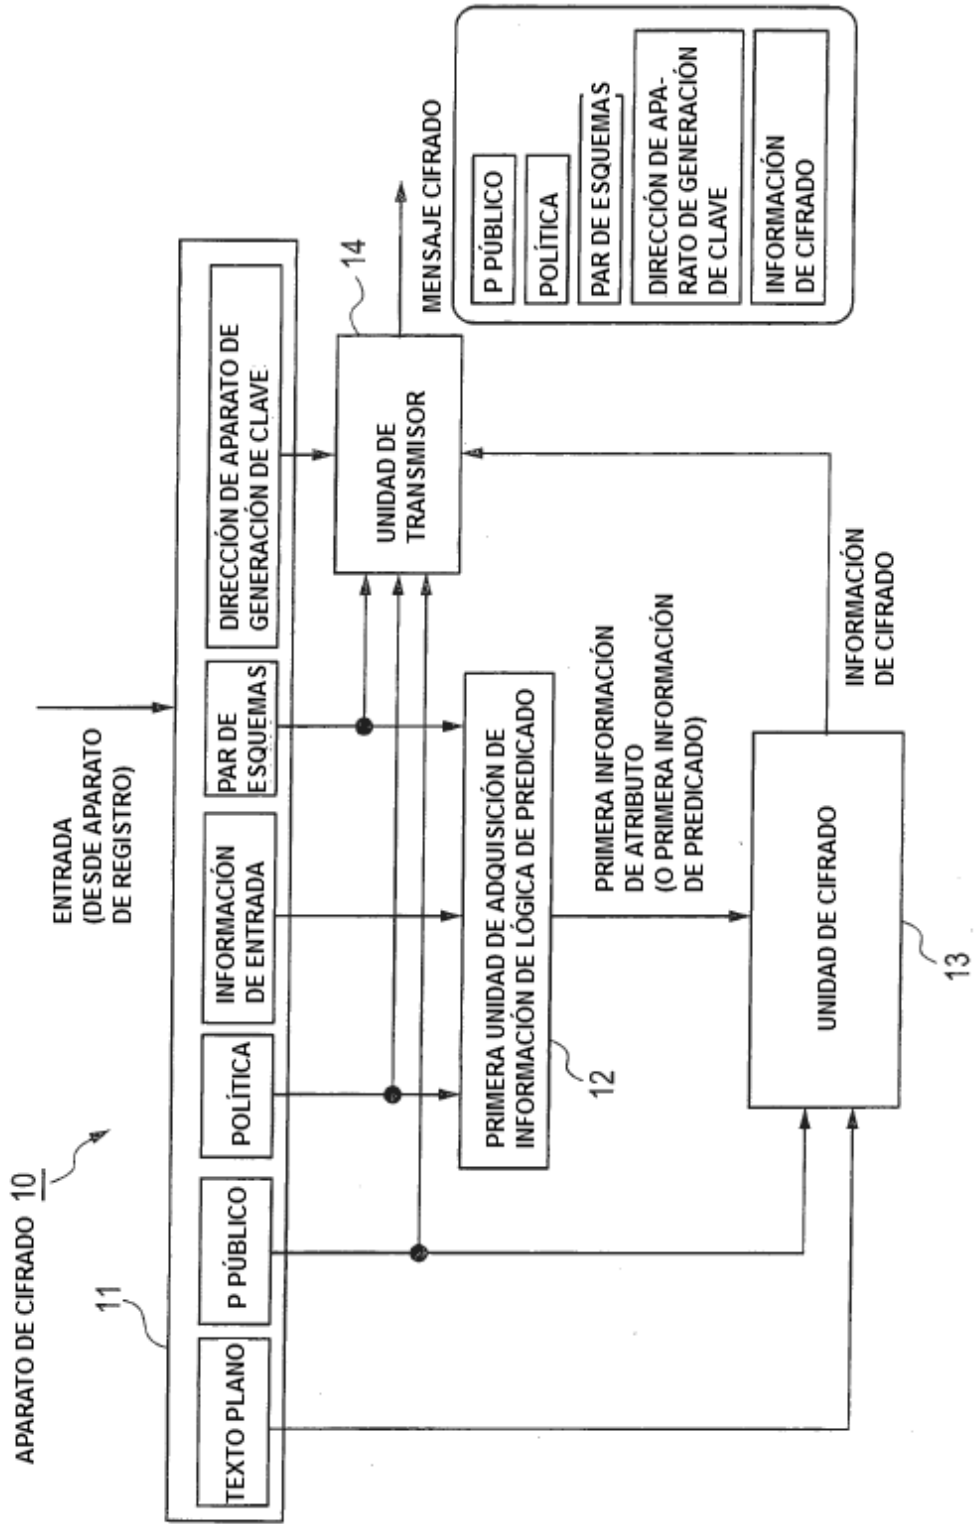 APARATO DE CIFRADO 10
ENTRADA
(DESDE APARATO
DE REGISTRO)
11
TEXTO PLANO
P PÚBLICO
POLÍTICA
INFORMACIÓN
DE ENTRADA
PAR DE
ESQUEMAS
DIRECCIÓN DE APARATO DE
GENERACIÓN DE CLAVE
14
UNIDAD DE
TRANSMISOR
MENSAJE CIFRADO
P PÚBLICO
POLÍTICA
PAR DE ESQUEMAS
DIRECCIÓN DE APA-
RATO DE GENERACIÓN
DE CLAVE
INFORMACIÓN
DE CIFRADO
PRIMERA UNIDAD DE ADQUISICIÓN DE
INFORMACIÓN DE LÓGICA DE PREDICADO
12
PRIMERA INFORMACIÓN
DE ATRIBUTO
(O PRIMERA INFORMACIÓN
DE PREDICADO)
INFORMACIÓN
DE CIFRADO
UNIDAD DE CIFRADO
13